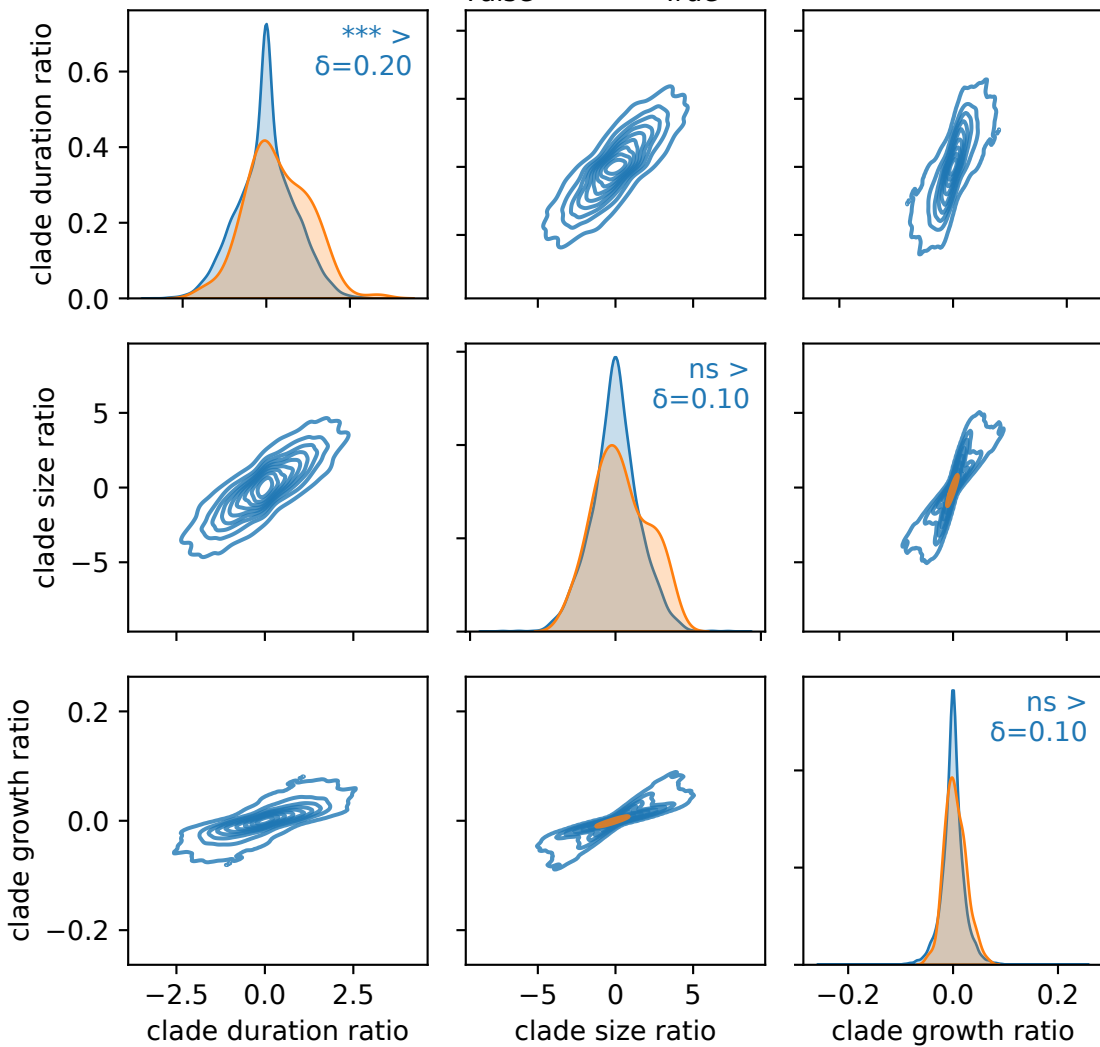 clade duration ratio
0.6
0.4
0.2
0.0
*** >
δ=0.20
clade size ratio
5
0
−5
ns >
δ=0.10
clade growth ratio
0.2
0.0
−0.2
ns >
δ=0.10
−2.5 0.0 2.5
−5 0 5
−0.2 0.0 0.2
clade duration ratio
clade size ratio
clade growth ratio